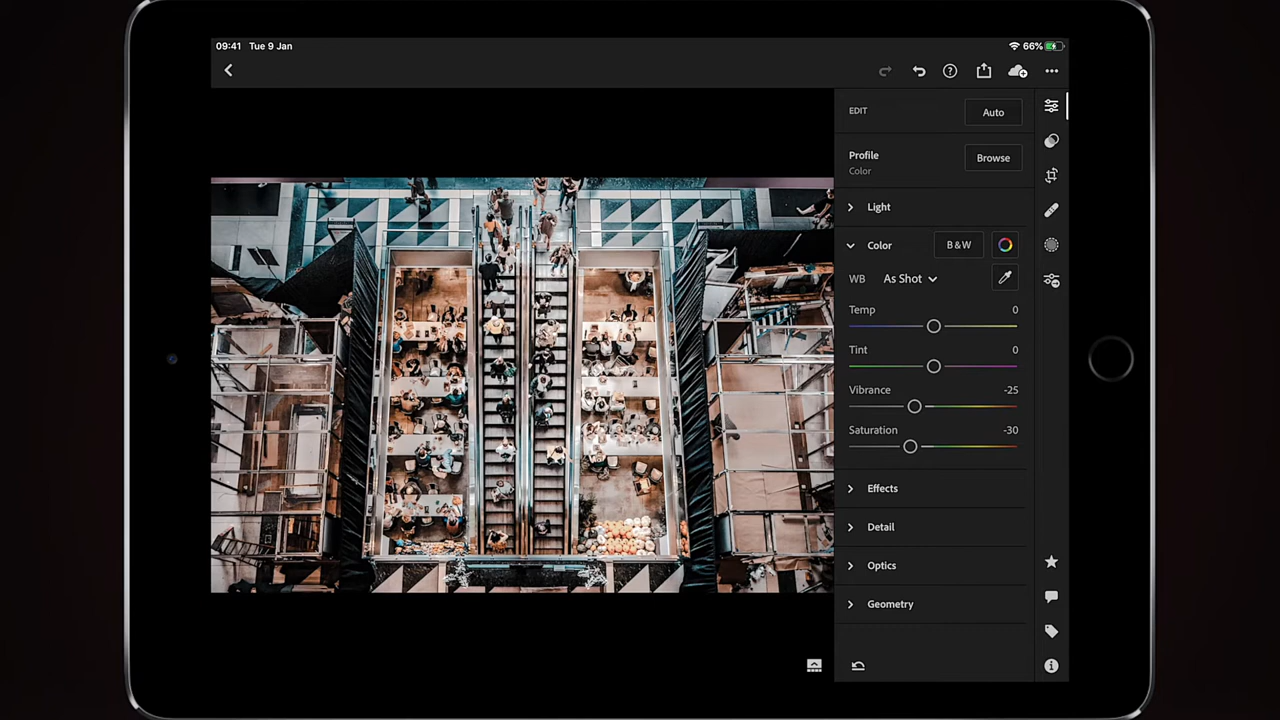 09:41 Tue 9 Jan 66%
EDIT Auto
Profile
Color
Browse
Light
Color B&W
WB As Shot
Temp 0
Tint 0
Vibrance -25
Saturation -30
Effects
Detail
Optics
Geometry